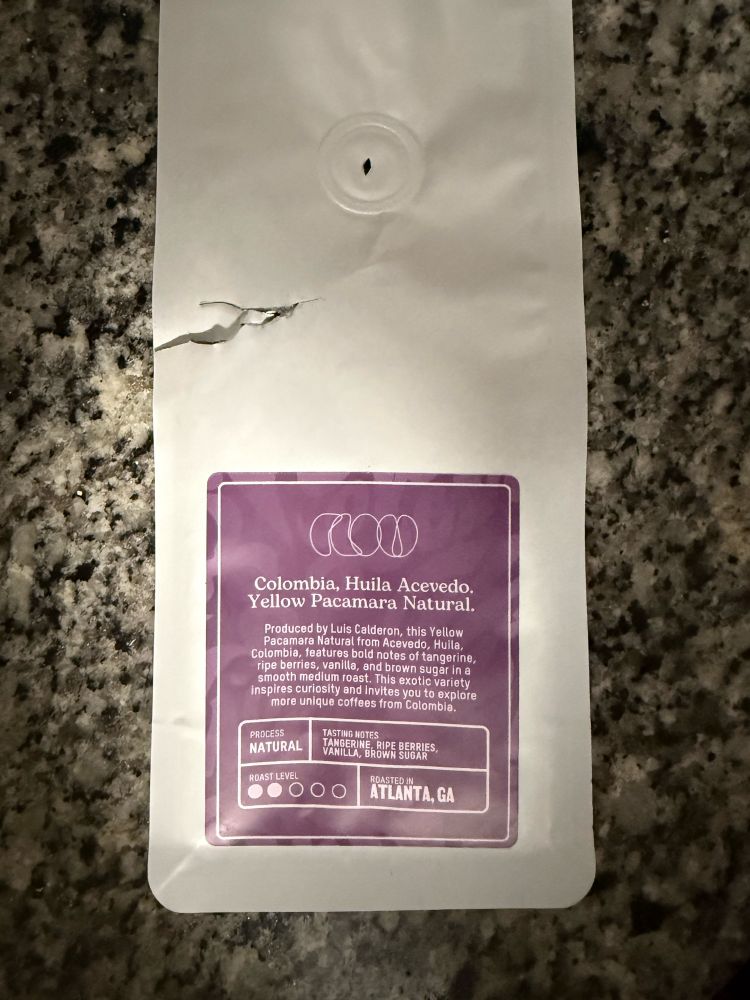 FLOW
Colombia, Huila Acevedo.
Yellow Pacamara Natural.
Produced by Luis Calderon, this Yellow
Pacamara Natural from Acevedo, Huila,
Colombia, features bold notes of tangerine,
ripe berries, vanilla, and brown sugar in a
smooth medium roast. This exotic variety
inspires curiosity and invites you to explore
more unique coffees from Colombia.
PROCESS
NATURAL
TASTING NOTES
TANGERINE, RIPE BERRIES,
VANILLA, BROWN SUGAR
ROAST LEVEL
ROASTED IN
ATLANTA, GA